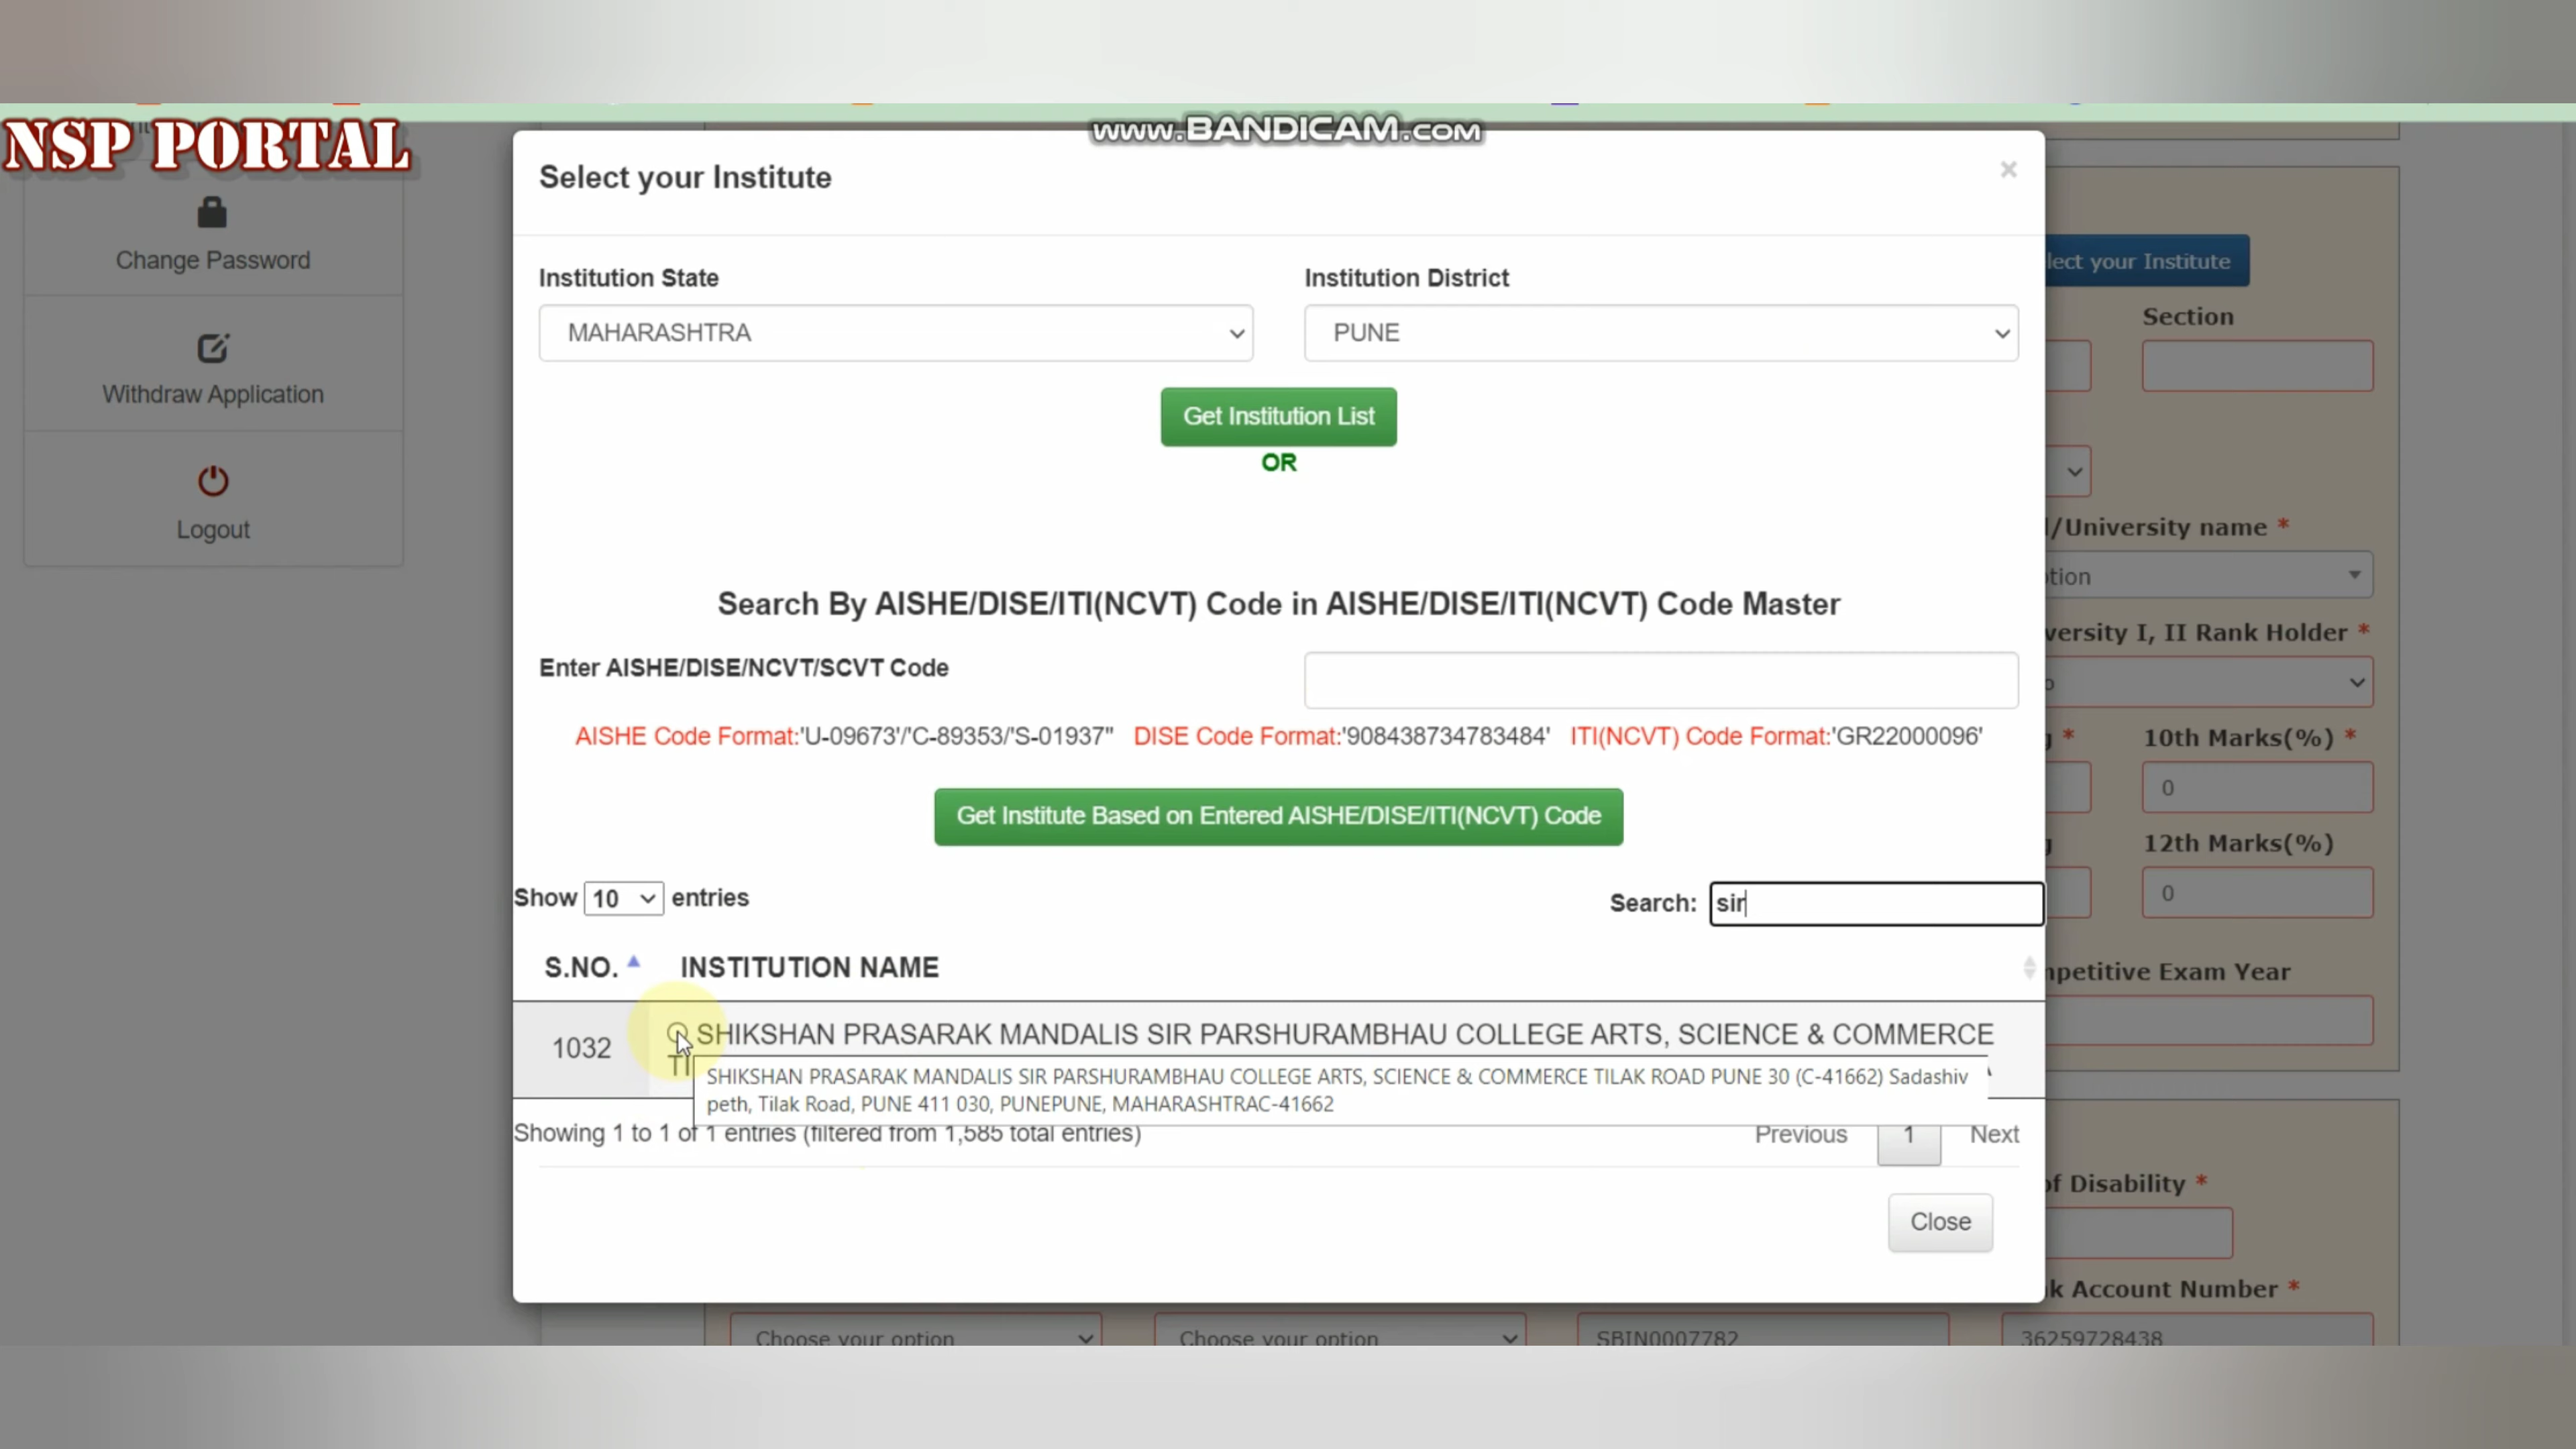 NSP PORTAL
www.BANDICAM.com
Select your Institute
×
Change Password
Institution State
Institution District
lect your Institute
MAHARASHTRA
PUNE
Section
Withdraw Application
Get Institution List
OR
Logout
l/University name *
tion
Search By AISHE/DISE/ITI(NCVT) Code in AISHE/DISE/ITI(NCVT) Code Master
versity I, II Rank Holder *
Enter AISHE/DISE/NCVT/SCVT Code
o
AISHE Code Format:'U-09673'/'C-89353/'S-01937" DISE Code Format:'908438734783484' ITI(NCVT) Code Format:'GR22000096'
g * 10th Marks(%) *
0
Get Institute Based on Entered AISHE/DISE/ITI(NCVT) Code
g 12th Marks(%)
0
Show 10 entries
Search: sir
S.NO. INSTITUTION NAME
mpetitive Exam Year
1032 SHIKSHAN PRASARAK MANDALIS SIR PARSHURAMBHAU COLLEGE ARTS, SCIENCE & COMMERCE
TI
SHIKSHAN PRASARAK MANDALIS SIR PARSHURAMBHAU COLLEGE ARTS, SCIENCE & COMMERCE TILAK ROAD PUNE 30 (C-41662) Sadashiv
peth, Tilak Road, PUNE 411 030, PUNEPUNE, MAHARASHTRAC-41662
Showing 1 to 1 of 1 entries (filtered from 1,585 total entries)
Previous 1 Next
of Disability *
Close
k Account Number *
Choose your option
Choose your option
SBIN0007782
36259728438